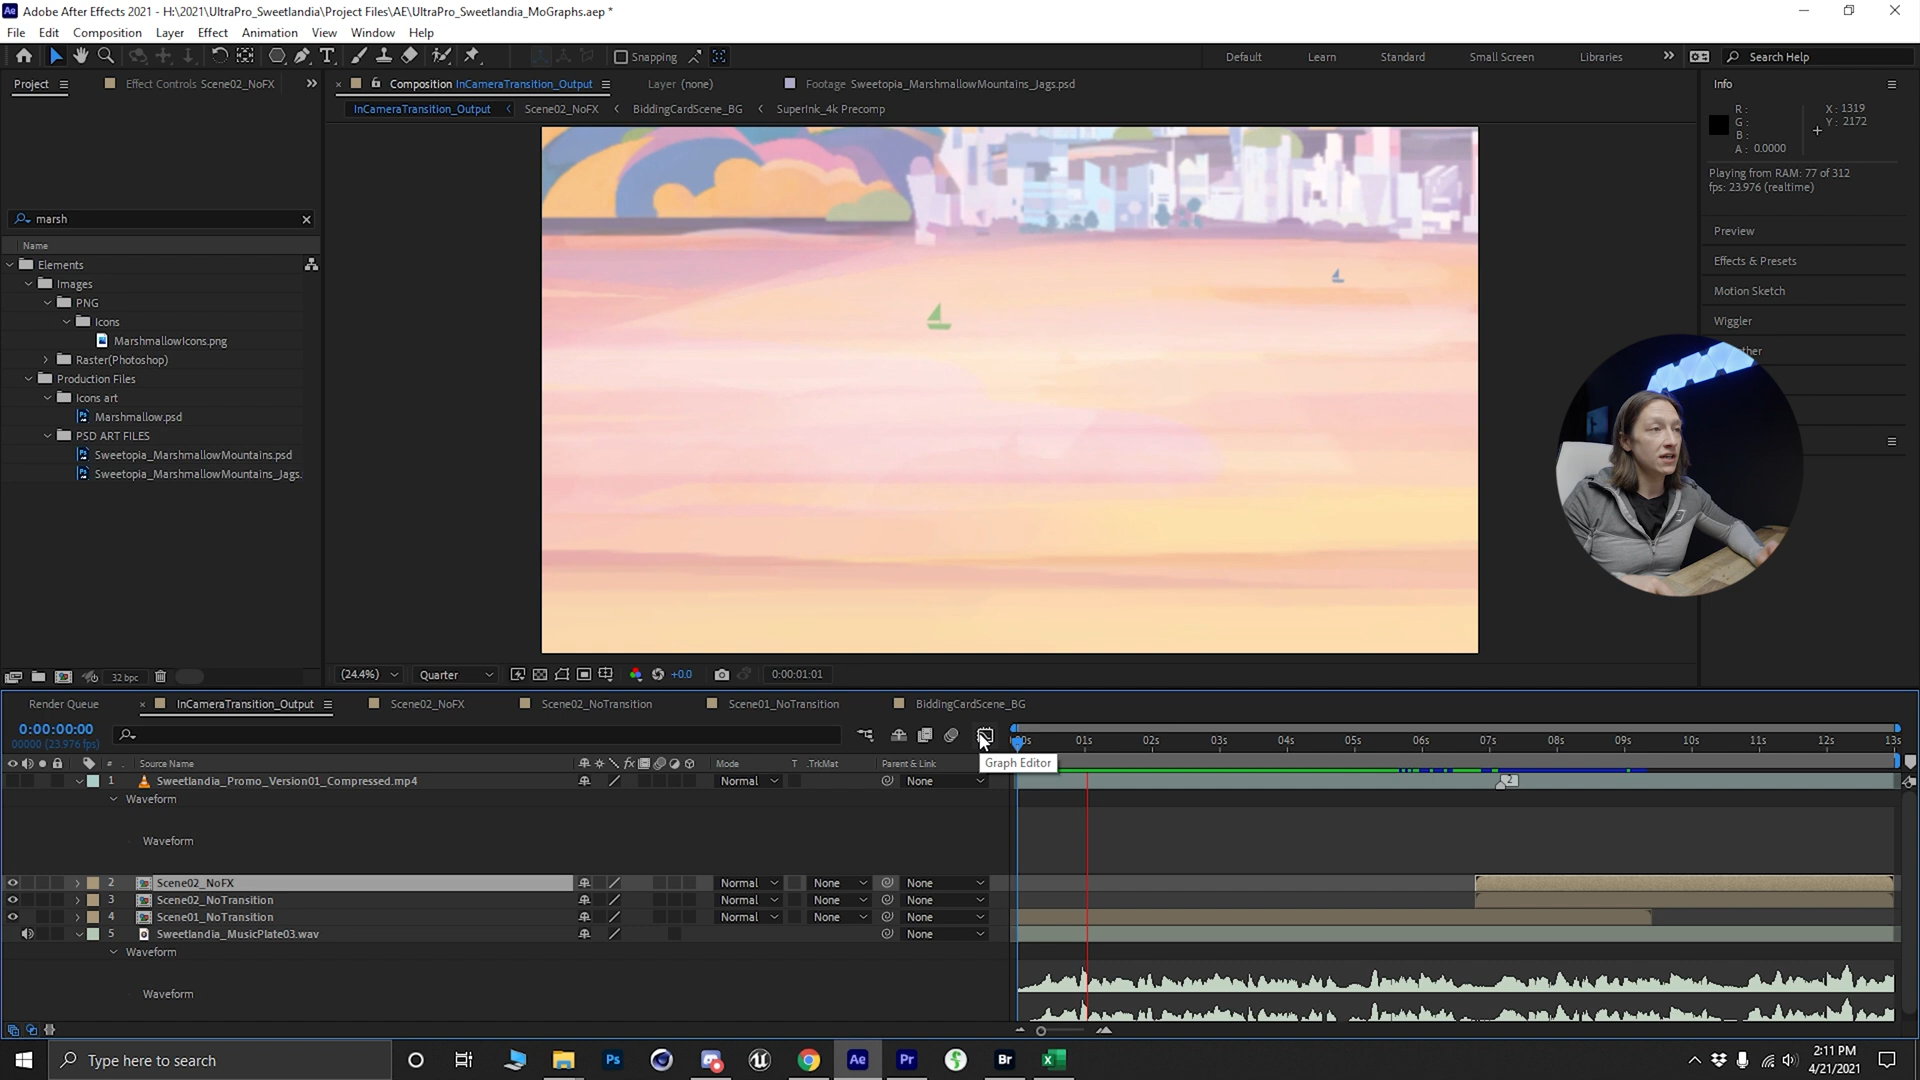 Ae Adobe After Effects 2021 - H:\2021\UltraPro_Sweetlandia\Project Files\AE\UltraPro_Sweetlandia_MoGraphs.aep *
File Edit Composition Layer Effect Animation View Window Help
Snapping Default Learn Standard Small Screen Libraries Search Help
Project Effect Controls Scene02_NoFX Composition InCameraTransition_Output Layer (none) Footage Sweetopia_MarshmallowMountains_Jags.psd Info
InCameraTransition_Output Scene02_NoFX BiddingCardScene_BG SuperInk_4k Precomp
R : X : 1319
G : Y : 2172
B :
A : 0.0000
Playing from RAM: 77 of 312
fps: 23.976 (realtime)
marsh
Name
Elements
Images
PNG
Icons
MarshmallowIcons.png
Raster(Photoshop)
Production Files
Icons art
Marshmallow.psd
PSD ART FILES
Sweetopia_MarshmallowMountains.psd
Sweetopia_MarshmallowMountains_Jags.
Preview
Effects & Presets
Motion Sketch
Wiggler
32 bpc (24.4%) Quarter +0.0 0:00:01:01
Render Queue InCameraTransition_Output Scene02_NoFX Scene02_NoTransition Scene01_NoTransition BiddingCardScene_BG
0:00:00:00
00000 (23.976 fps)
01s 02s 03s 04s 05s 06s 07s 08s 09s 10s 11s 12s 13s
Graph Editor
# Source Name fx Mode T .TrkMat Parent & Link
1 Sweetlandia_Promo_Version01_Compressed.mp4 Normal None 2
Waveform
Waveform
2 Scene02_NoFX Normal None None
3 Scene02_NoTransition Normal None None
4 Scene01_NoTransition Normal None None
5 Sweetlandia_MusicPlate03.wav None
Waveform
Waveform
Type here to search Ps Ae Pr Br 2:11 PM
4/21/2021